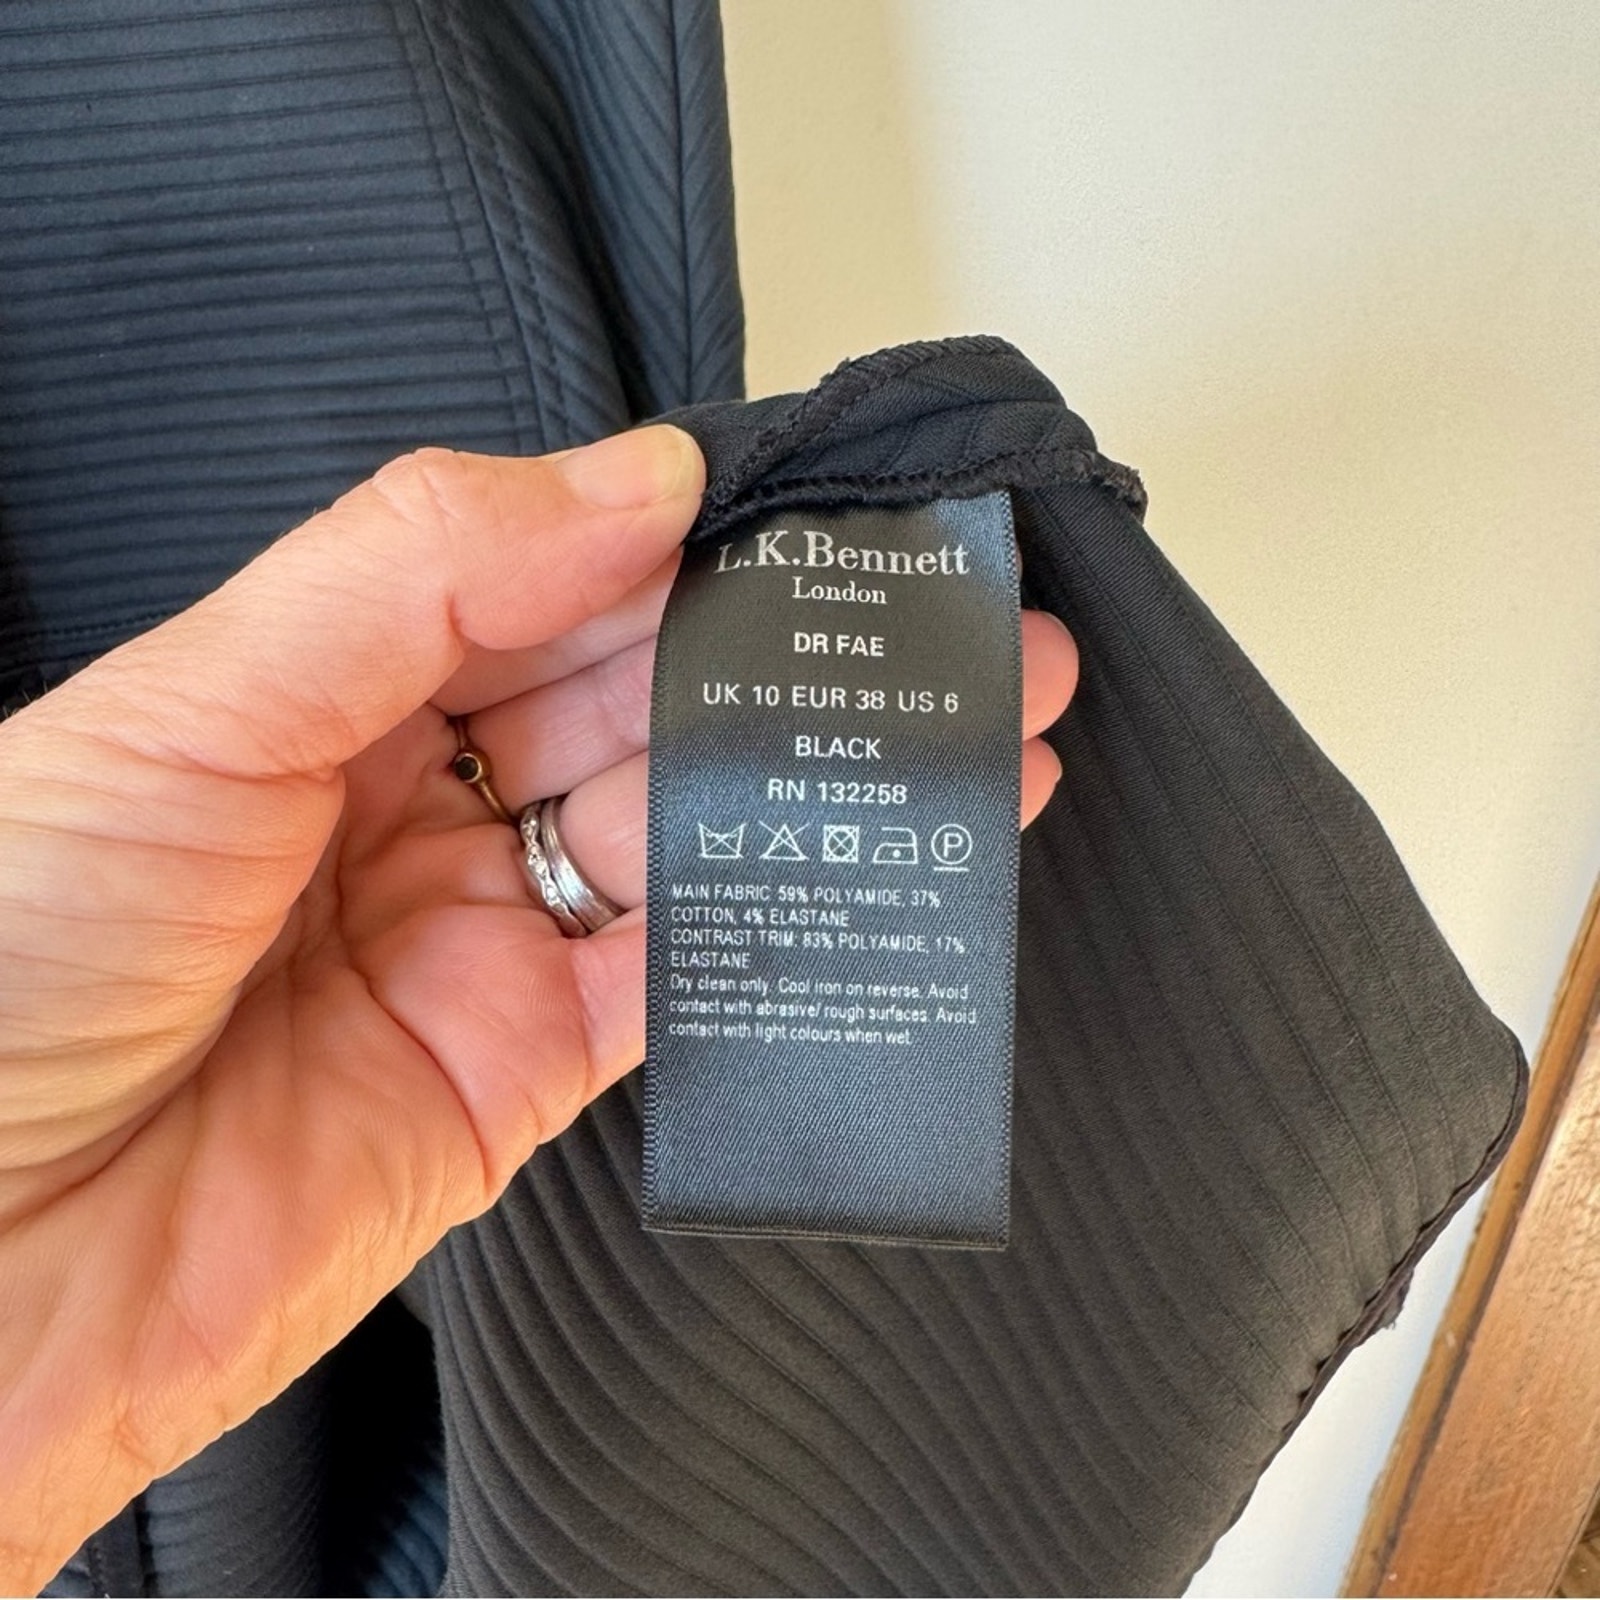 L.K.Bennett
London
DR FAE
UK 10 EUR 38 US 6
BLACK
RN 132258
P
MAIN FABRIC 59% POLYAMIDE, 37%
COTTON, 4% ELASTANE
CONTRAST TRIM: 83% POLYAMIDE, 17%
ELASTANE
Dry clean only. Cool iron on reverse. Avoid
contact with abrasive/ rough surfaces. Avoid
contact with light colours when wet.